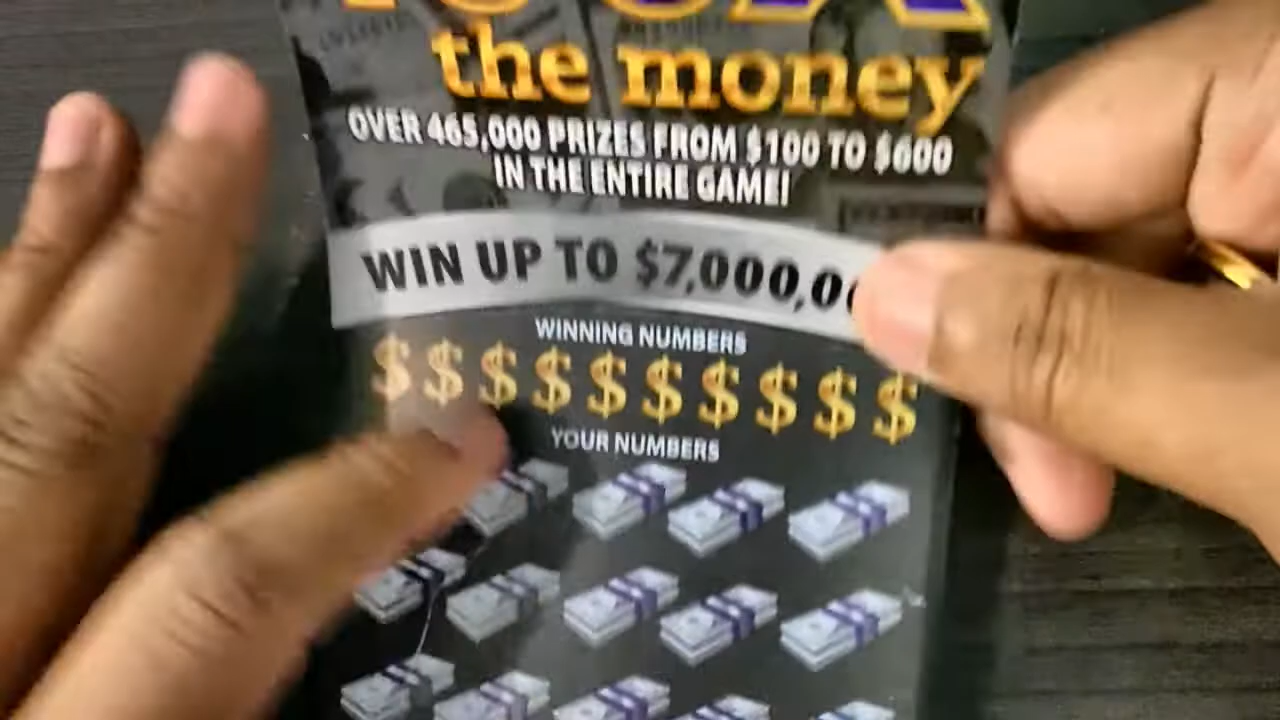 the money
OVER 465,000 PRIZES FROM $100 TO $600
IN THE ENTIRE GAME!
WIN UP TO $7,000,0
WINNING NUMBERS
$ $ $ $ $ $ $ $ $ $
YOUR NUMBERS